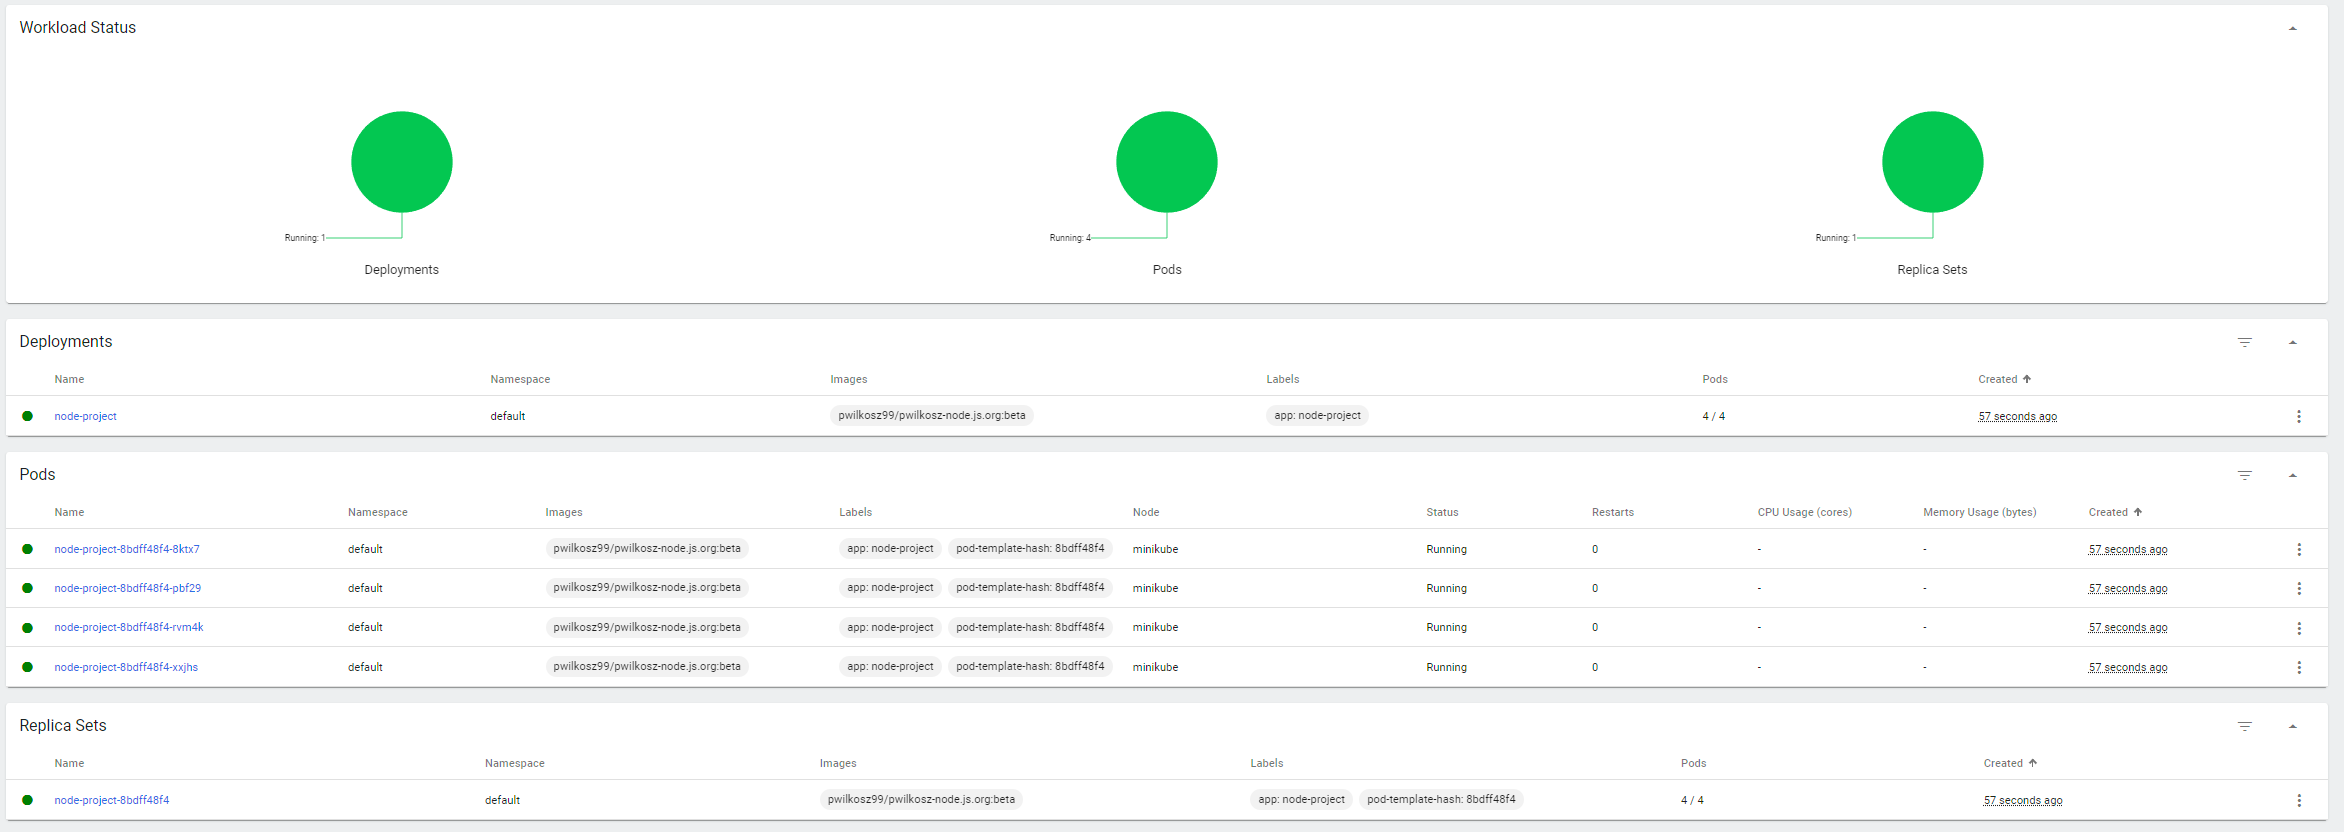 Workload Status
Running: 1
Running: 4
Running: 1
Deployments
Pods
Replica Sets
Deployments
Name Namespace Images Labels Pods Created
node-project default pwilkosz99/pwilkosz-node.js.org:beta app: node-project 4 / 4 57 seconds ago
Pods
Name Namespace Images Labels Node Status Restarts CPU Usage (cores) Memory Usage (bytes) Created
node-project-8bdff48f4-8ktx7 default pwilkosz99/pwilkosz-node.js.org:beta app: node-project pod-template-hash: 8bdff48f4 minikube Running 0 - - 57 seconds ago
node-project-8bdff48f4-pbf29 default pwilkosz99/pwilkosz-node.js.org:beta app: node-project pod-template-hash: 8bdff48f4 minikube Running 0 - - 57 seconds ago
node-project-8bdff48f4-rvm4k default pwilkosz99/pwilkosz-node.js.org:beta app: node-project pod-template-hash: 8bdff48f4 minikube Running 0 - - 57 seconds ago
node-project-8bdff48f4-xxjhs default pwilkosz99/pwilkosz-node.js.org:beta app: node-project pod-template-hash: 8bdff48f4 minikube Running 0 - - 57 seconds ago
Replica Sets
Name Namespace Images Labels Pods Created
node-project-8bdff48f4 default pwilkosz99/pwilkosz-node.js.org:beta app: node-project pod-template-hash: 8bdff48f4 4 / 4 57 seconds ago